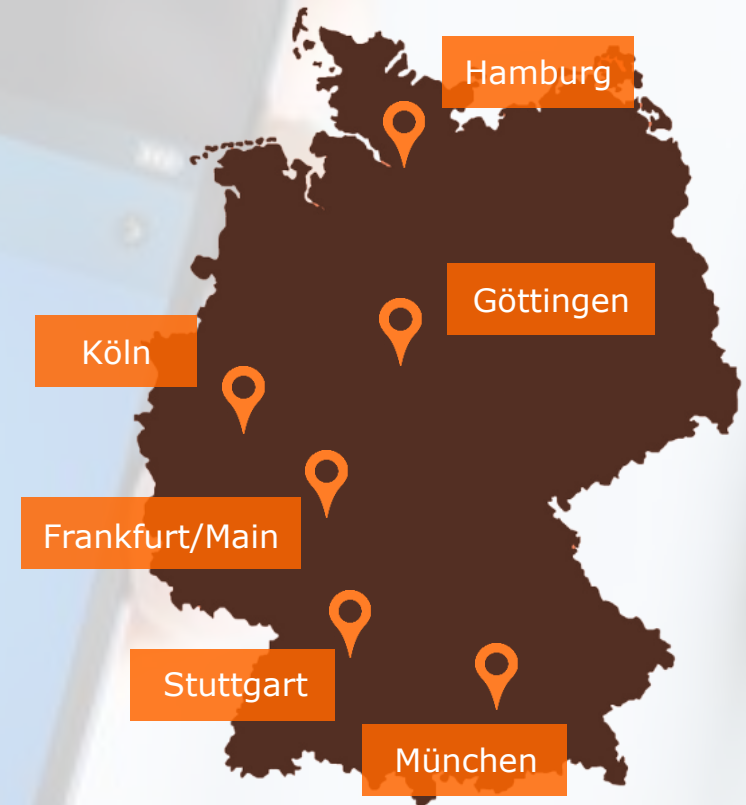 Hamburg
Göttingen
Köln
Frankfurt/Main
Stuttgart
München